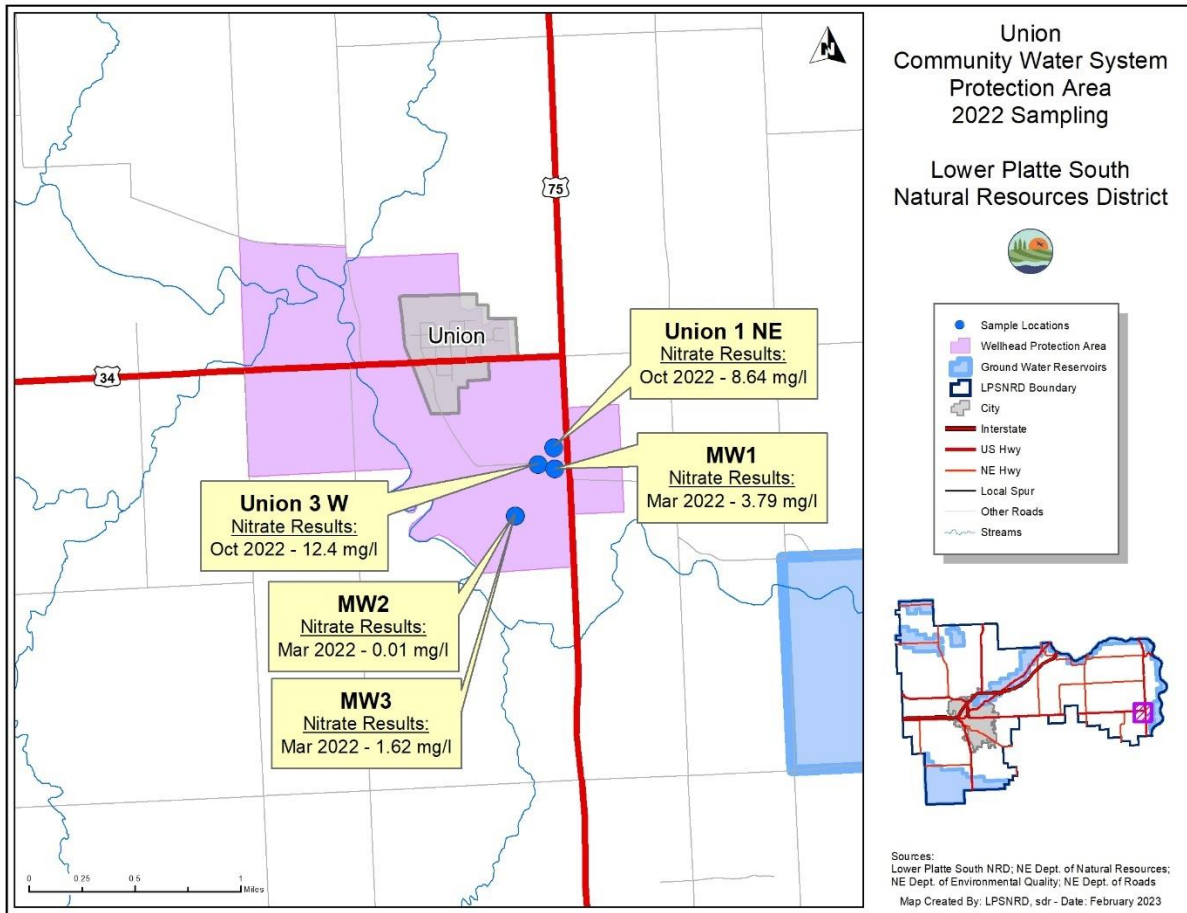 Union
Community Water System
Protection Area
2022 Sampling
Lower Platte South
Natural Resources District
N
75
34
Union
Union 1 NE
Nitrate Results:
Oct 2022 - 8.64 mg/l
MW1
Nitrate Results:
Mar 2022 - 3.79 mg/l
Union 3 W
Nitrate Results:
Oct 2022 - 12.4 mg/l
MW2
Nitrate Results:
Mar 2022 - 0.01 mg/l
MW3
Nitrate Results:
Mar 2022 - 1.62 mg/l
0 0.25 0.5 1
Miles
Sample Locations
Wellhead Protection Area
Ground Water Reservoirs
LPSNRD Boundary
City
Interstate
US Hwy
NE Hwy
Local Spur
Other Roads
Streams
Sources:
Lower Platte South NRD; NE Dept. of Natural Resources;
NE Dept. of Environmental Quality; NE Dept. of Roads
Map Created By: LPSNRD, sdr - Date: February 2023